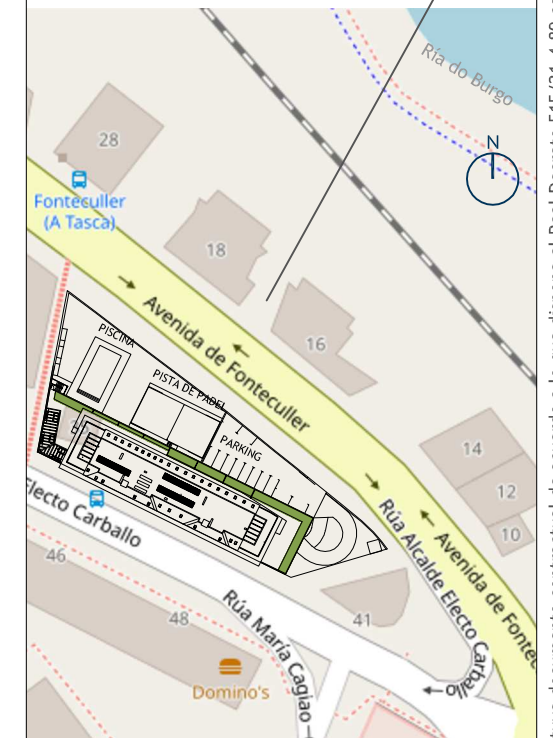 Ría do Burgo
N
28
Fonteculler
(A Tasca)
18
16
Avenida de Fonteculler
PISCINA
PISTA DE PADEL
PARKING
14
12
10
Rúa Alcalde Electo Carballo
Avenida de Fontec
Electo Carballo
46
48
41
Rúa María Cagiao
Domino's